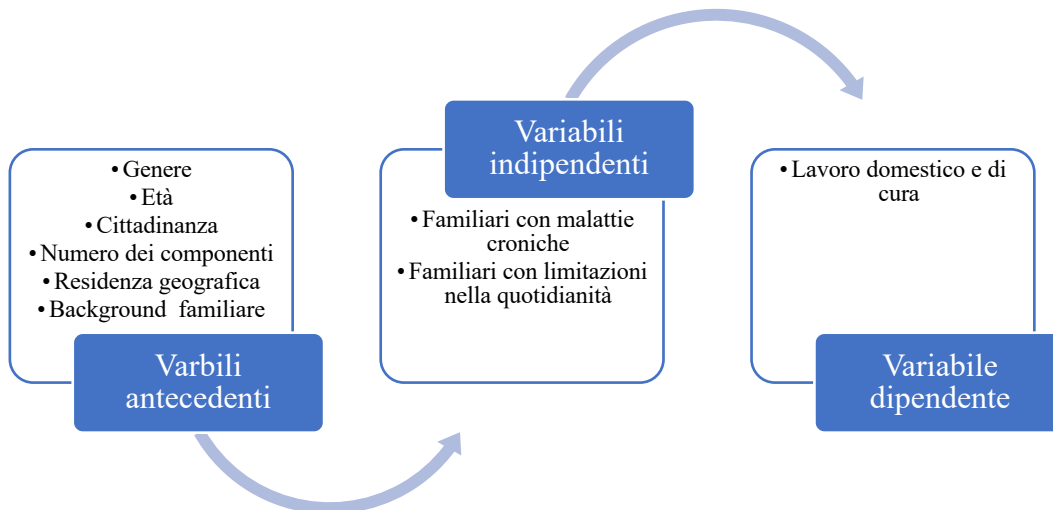 • Genere
• Età
• Cittadinanza
• Numero dei componenti
• Residenza geografica
• Background familiare
Varbili
antecedenti
Variabili
indipendenti
• Familiari con malattie
croniche
• Familiari con limitazioni
nella quotidianità
• Lavoro domestico e di
cura
Variabile
dipendente